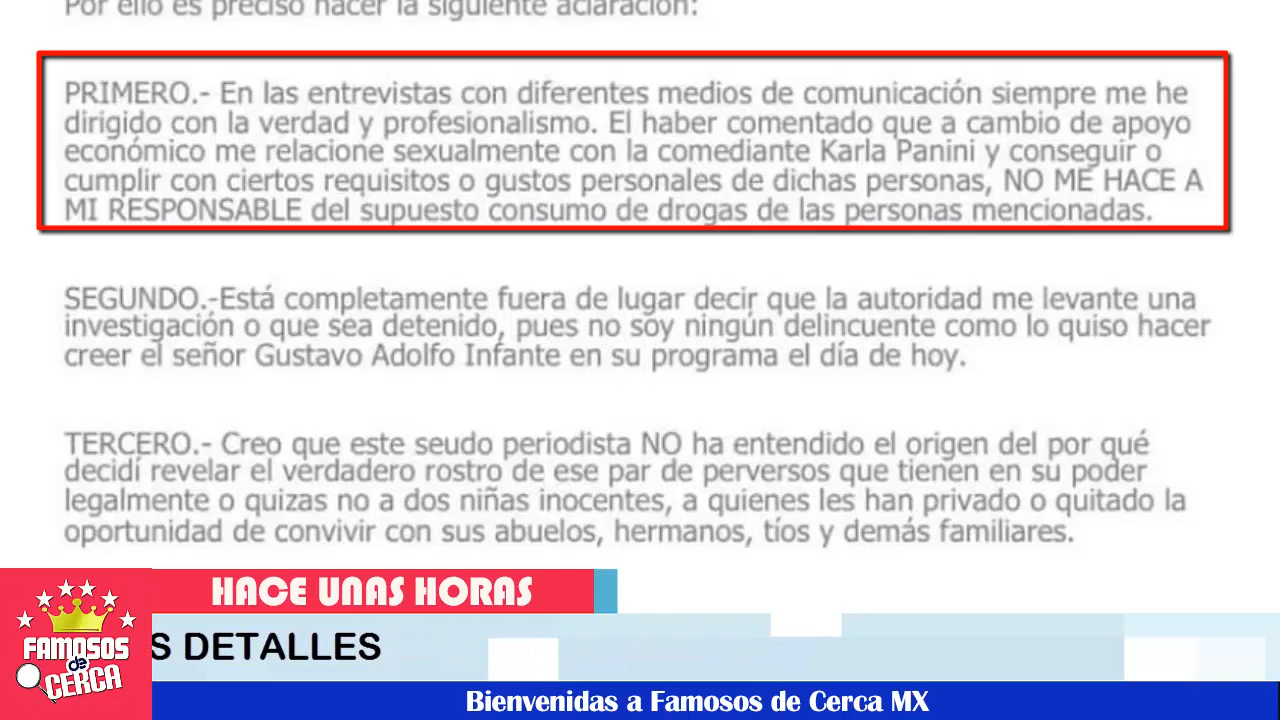 Por ello es preciso hacer la siguiente aclaración:
PRIMERO.- En las entrevistas con diferentes medios de comunicación siempre me he
dirigido con la verdad y profesionalismo. El haber comentado que a cambio de apoyo
económico me relacione sexualmente con la comediante Karla Panini y conseguir o
cumplir con ciertos requisitos o gustos personales de dichas personas, NO ME HACE A
MI RESPONSABLE del supuesto consumo de drogas de las personas mencionadas.
SEGUNDO.-Está completamente fuera de lugar decir que la autoridad me levante una
investigación o que sea detenido, pues no soy ningún delincuente como lo quiso hacer
creer el señor Gustavo Adolfo Infante en su programa el día de hoy.
TERCERO.- Creo que este seudo periodista NO ha entendido el origen del por qué
decidí revelar el verdadero rostro de ese par de perversos que tienen en su poder
legalmente o quizas no a dos niñas inocentes, a quienes les han privado o quitado la
oportunidad de convivir con sus abuelos, hermanos, tíos y demás familiares.
HACE UNAS HORAS
S DETALLES
FAMOSOS
de
CERCA
Bienvenidas a Famosos de Cerca MX